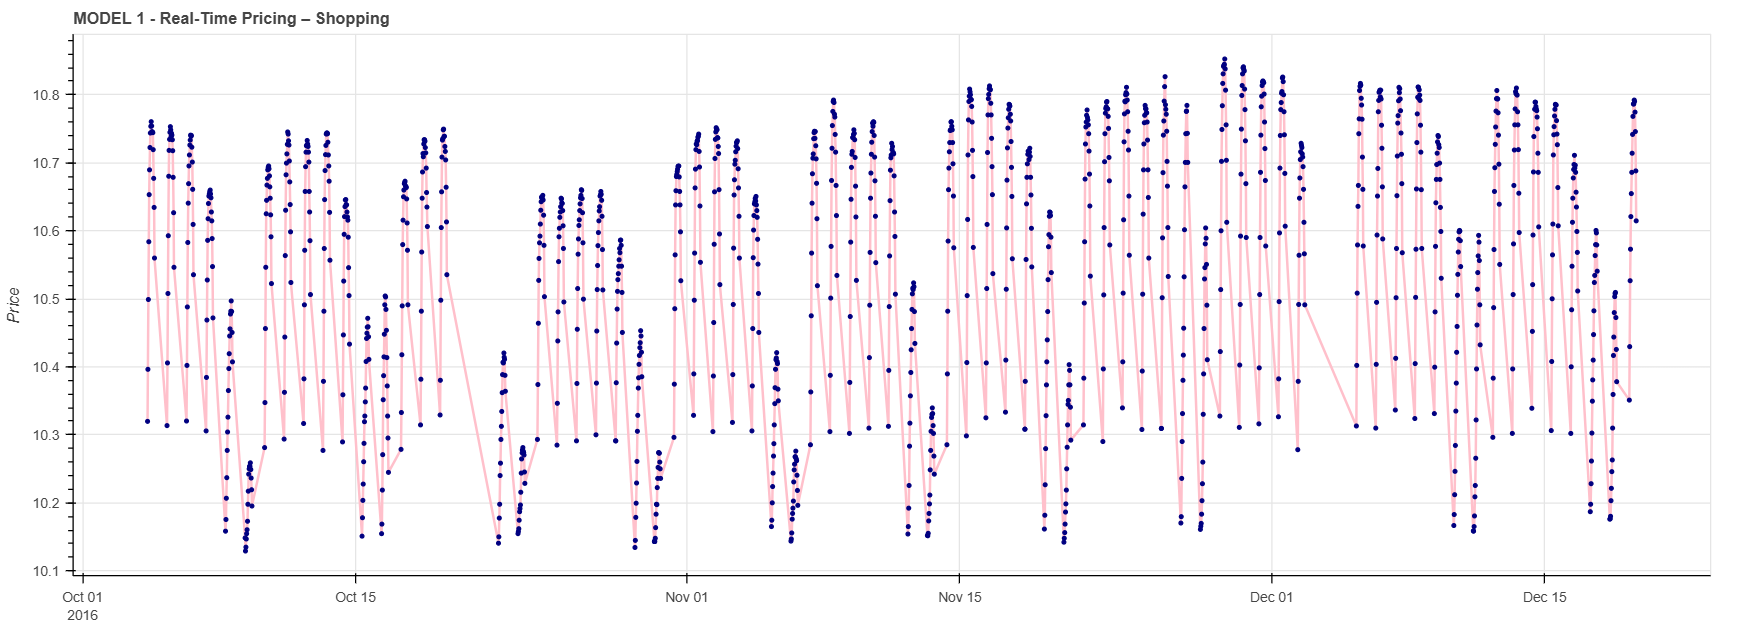 MODEL 1 - Real-Time Pricing – Shopping
Price
10.8
10.7
10.6
10.5
10.4
10.3
10.2
10.1
Oct 01
2016
Oct 15
Nov 01
Nov 15
Dec 01
Dec 15